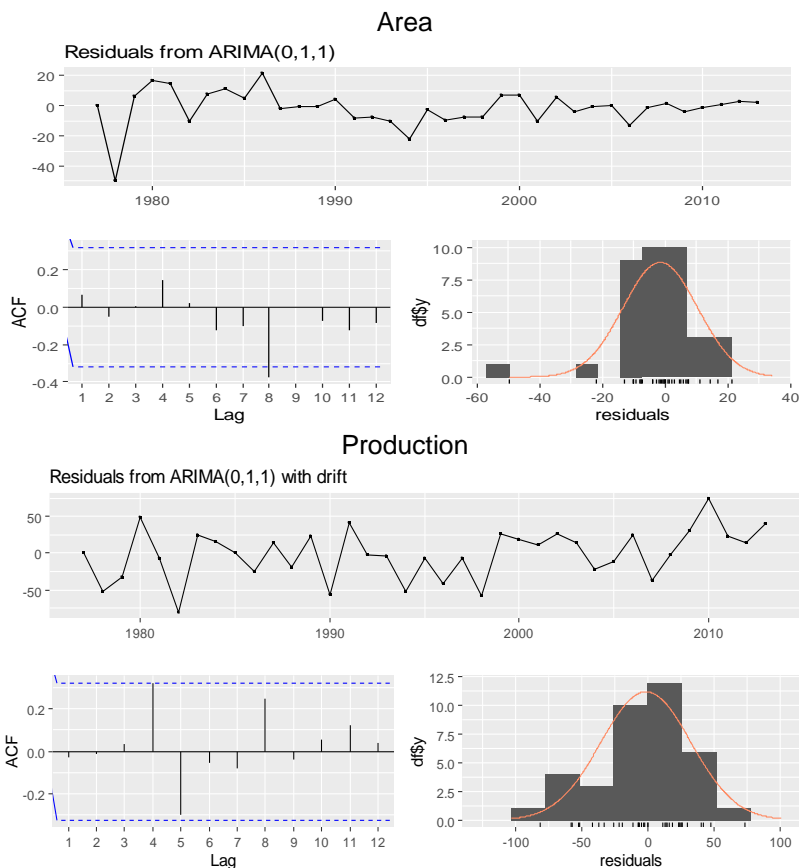 Area
Residuals from ARIMA(0,1,1)
20
0
-20
-40
1980
1990
2000
2010
ACF
0.2
0.0
-0.2
-0.4
1 2 3 4 5 6 7 8 9 10 11 12
Lag
df$y
10.0
7.5
5.0
2.5
0.0
-60 -40 -20 0 20 40
residuals
Production
Residuals from ARIMA(0,1,1) with drift
50
0
-50
1980
1990
2000
2010
ACF
0.2
0.0
-0.2
1 2 3 4 5 6 7 8 9 10 11 12
Lag
df$y
12.5
10.0
7.5
5.0
2.5
0.0
-100 -50 0 50 100
residuals